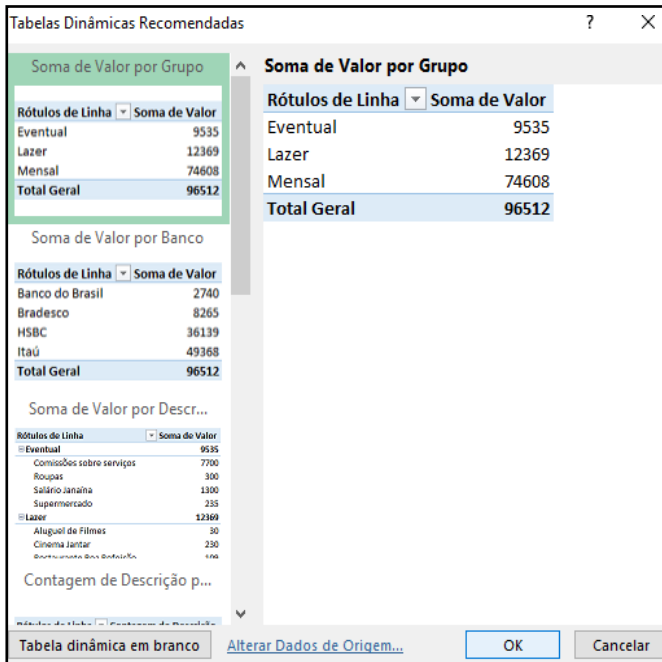 Tabelas Dinâmicas Recomendadas ?
Soma de Valor por Grupo
Rótulos de Linha Soma de Valor
Eventual 9535
Lazer 12369
Mensal 74608
Total Geral 96512
Soma de Valor por Banco
Rótulos de Linha Soma de Valor
Banco do Brasil 2740
Bradesco 8265
HSBC 36139
Itaú 49368
Total Geral 96512
Soma de Valor por Descr...
Rótulos de Linha Soma de Valor
Eventual 9535
Comissões sobre serviços 7700
Roupas 300
Salário Janaína 1300
Supermercado 235
Lazer 12369
Aluguel de Filmes 30
Cinema Jantar 230
Contagem de Descrição p...
Soma de Valor por Grupo
Rótulos de Linha Soma de Valor
Eventual 9535
Lazer 12369
Mensal 74608
Total Geral 96512
Tabela dinâmica em branco Alterar Dados de Origem... OK Cancelar